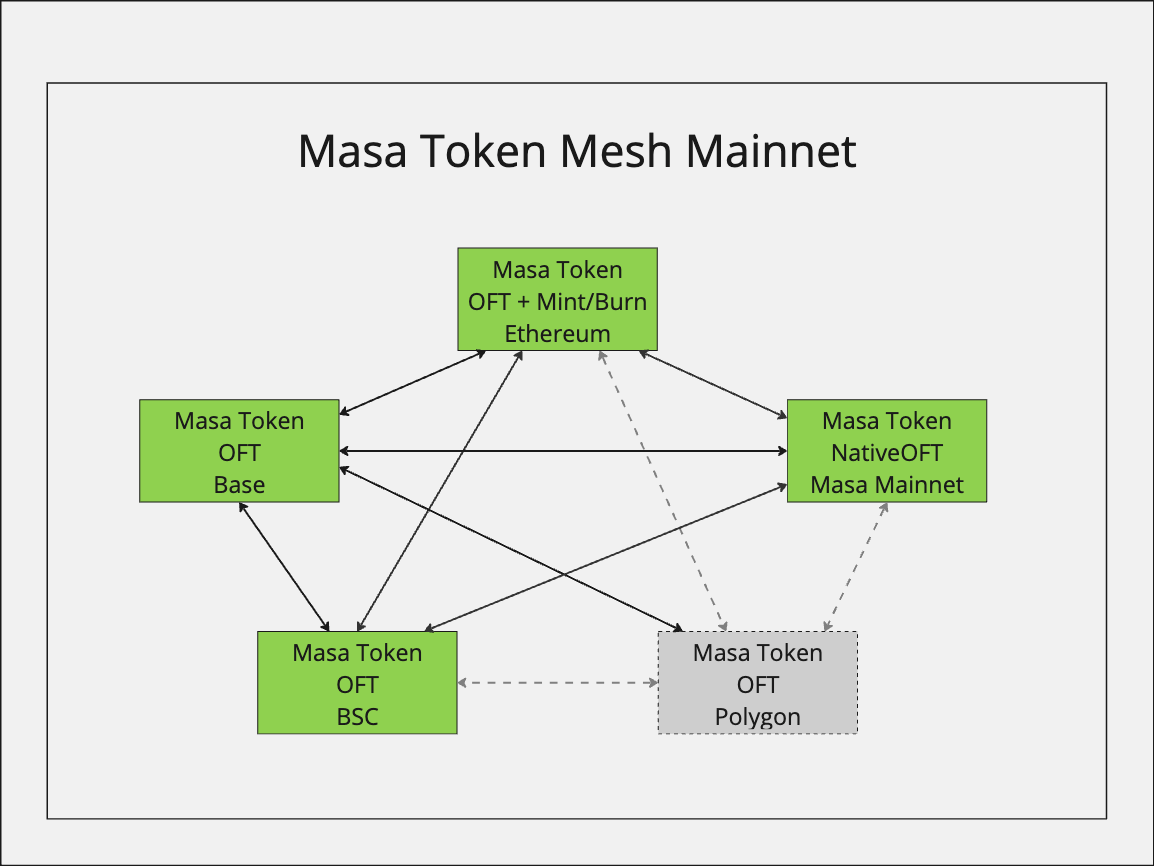 Masa Token Mesh Mainnet
Masa Token
OFT + Mint/Burn
Ethereum
Masa Token
OFT
Base
Masa Token
NativeOFT
Masa Mainnet
Masa Token
OFT
BSC
Masa Token
OFT
Polygon